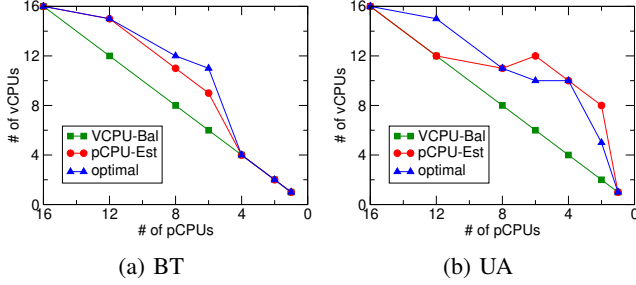 16
12
8
4
0
# of vCPUs
VCPU-Bal
pCPU-Est
optimal
16 12 8 4 0
# of pCPUs
(a) BT
16
12
8
4
0
# of vCPUs
VCPU-Bal
pCPU-Est
optimal
16 12 8 4 0
# of pCPUs
(b) UA